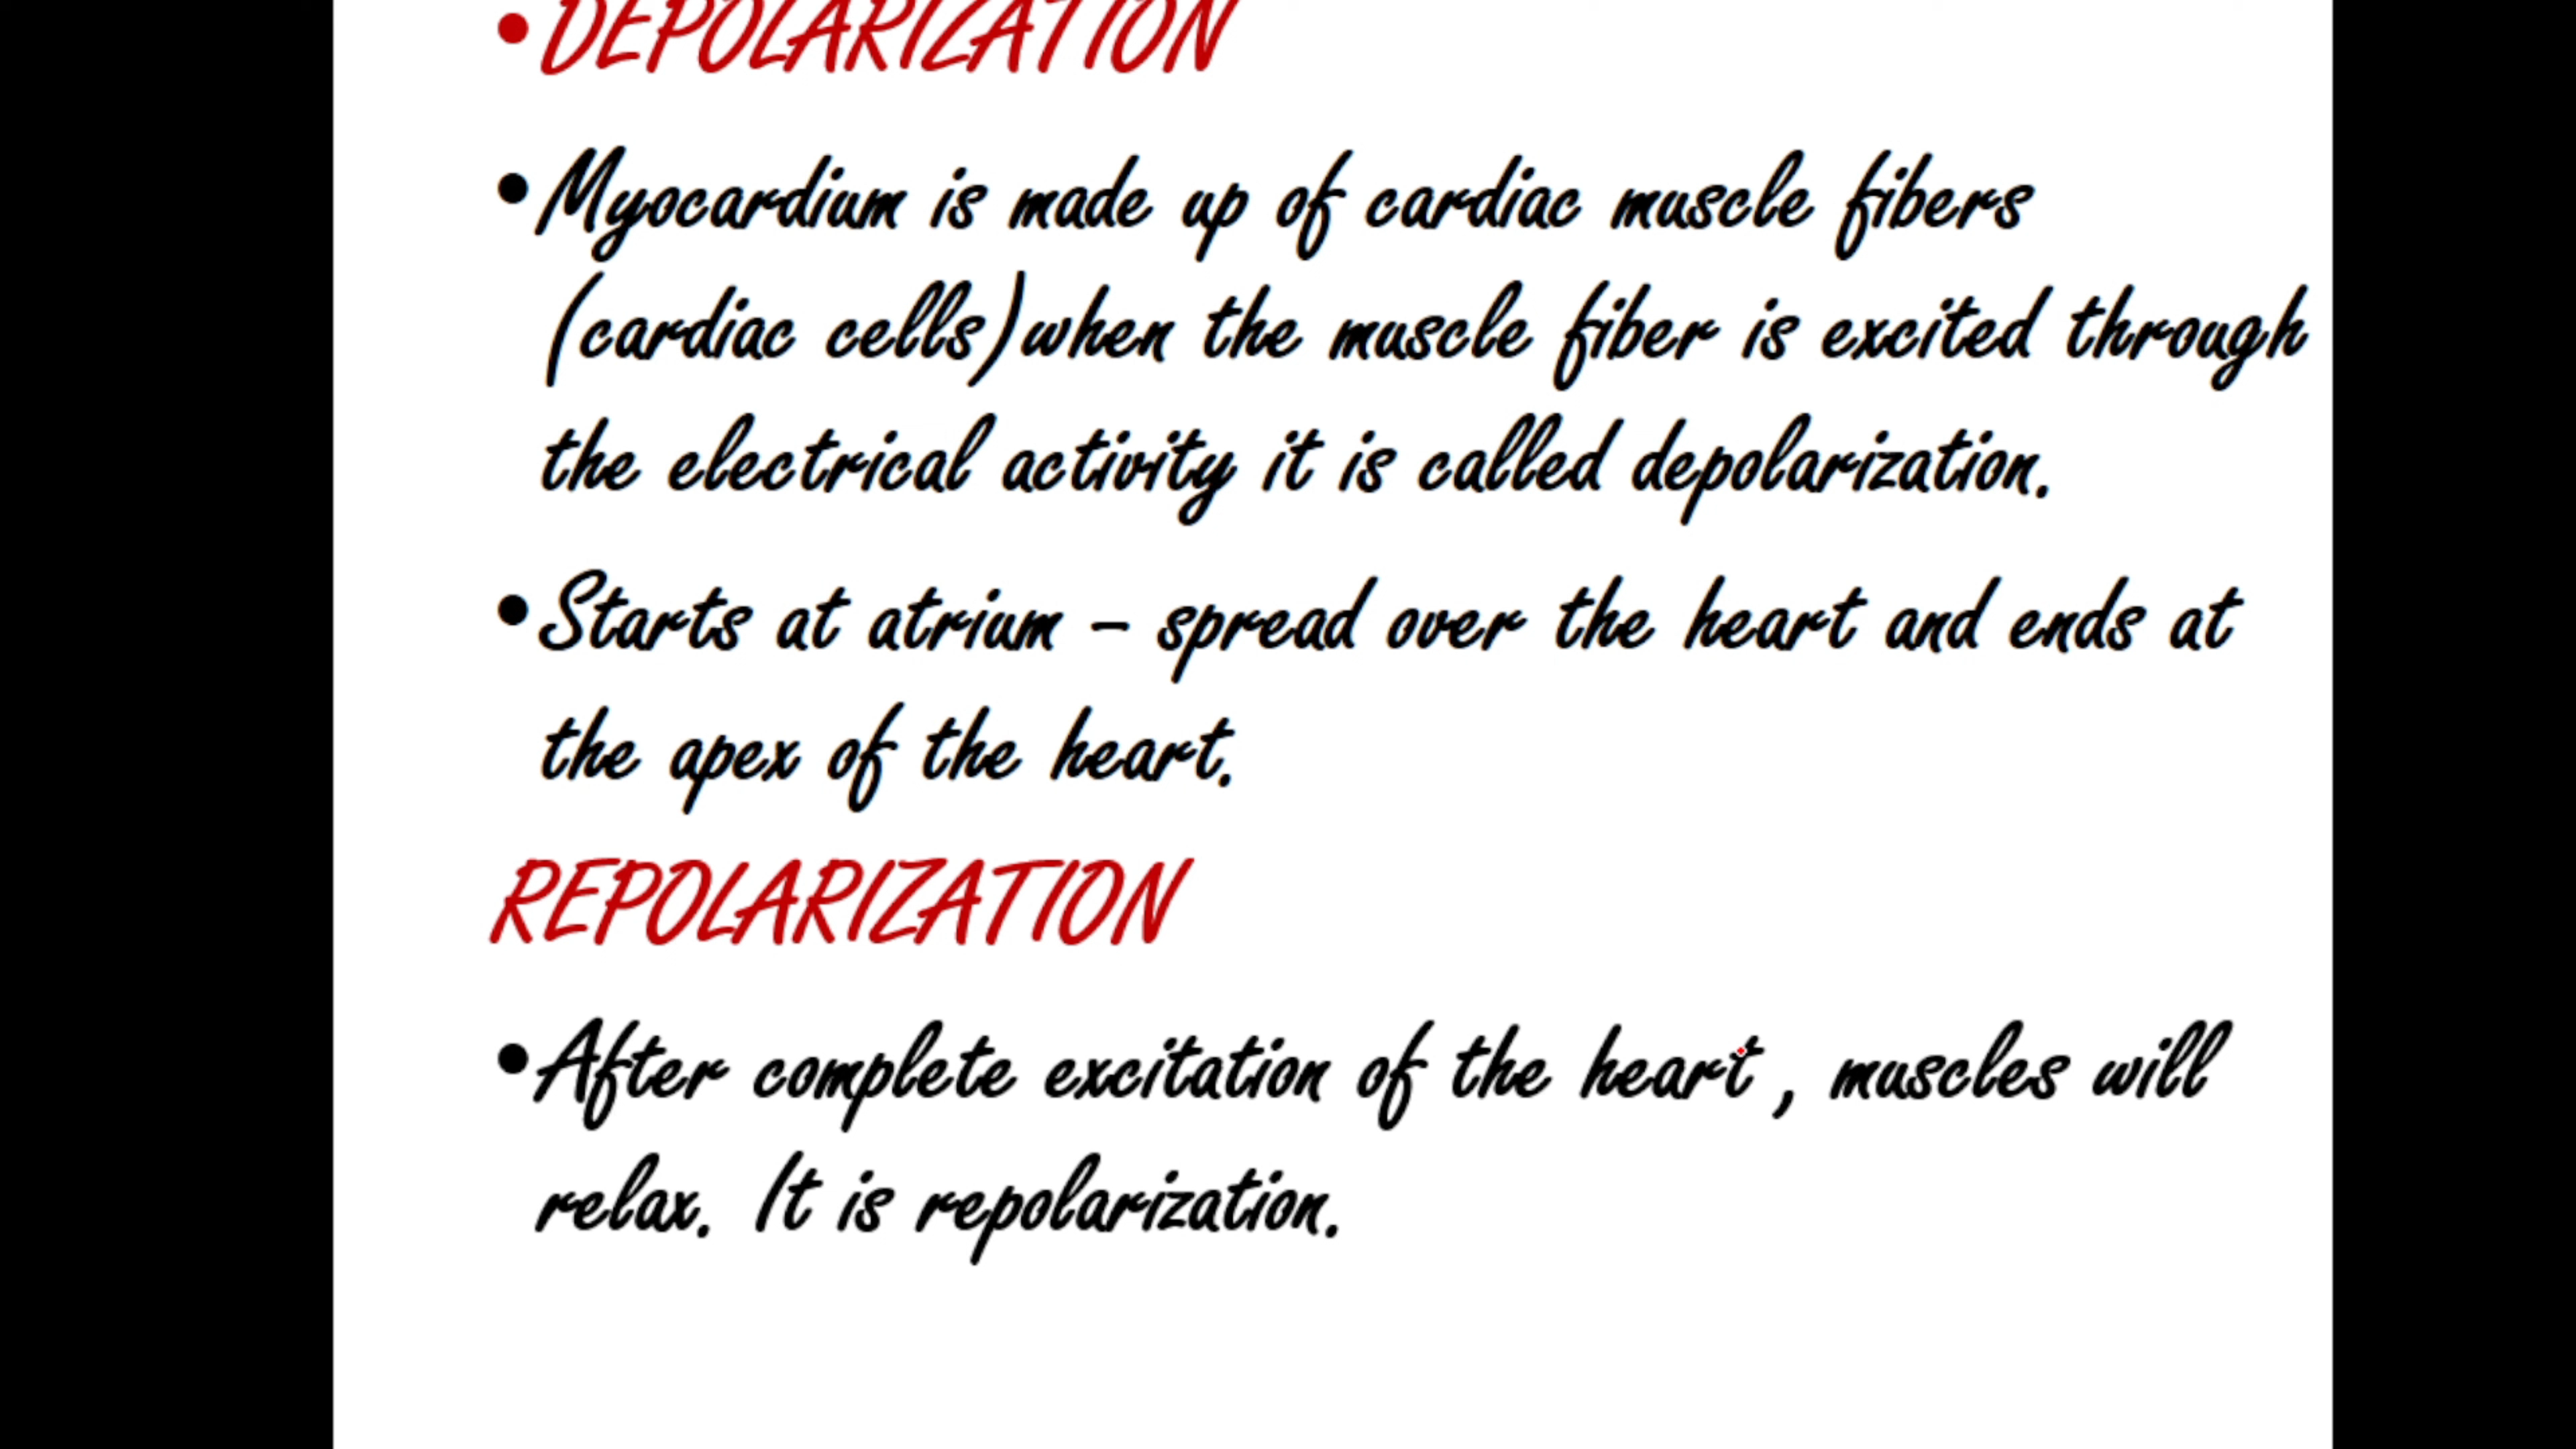 • DEPOLARIZATION
• Myocardium is made up of cardiac muscle fibers
(cardiac cells)when the muscle fiber is excited through
the electrical activity it is called depolarization.
• Starts at atrium – spread over the heart and ends at
the apex of the heart.
REPOLARIZATION
• After complete excitation of the heart , muscles will
relax. It is repolarization.